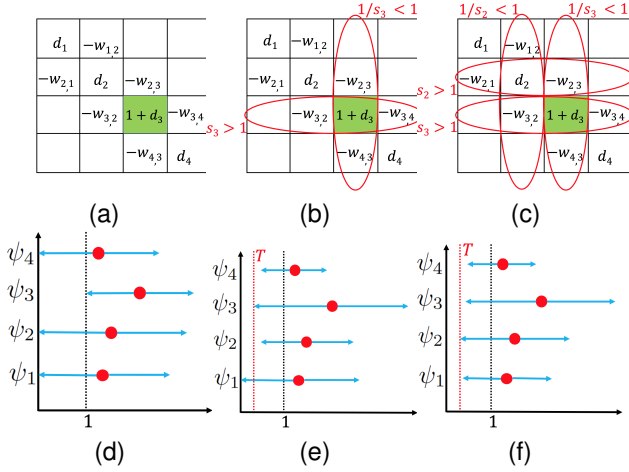 1/s₃ < 1
1/s₂ < 1
1/s₃ < 1
d₁
−w₁,₂
d₁
−w₁,₂
d₁
−w₁,₂
−w₂,₁
d₂
−w₂,₃
−w₂,₁
d₂
−w₂,₃
s₂ > 1
−w₂,₁
d₂
−w₂,₃
−w₃,₂
1 + d₃
−w₃,₄
s₃ > 1
−w₃,₂
1 + d₃
−w₃,₄
s₃ > 1
−w₃,₂
1 + d₃
−w₃,₄
−w₄,₃
d₄
−w₄,₃
d₄
−w₄,₃
d₄
(a)
(b)
(c)
ψ₄
ψ₃
ψ₂
ψ₁
1
(d)
T
ψ₄
ψ₃
ψ₂
ψ₁
1
(e)
T
ψ₄
ψ₃
ψ₂
ψ₁
1
(f)